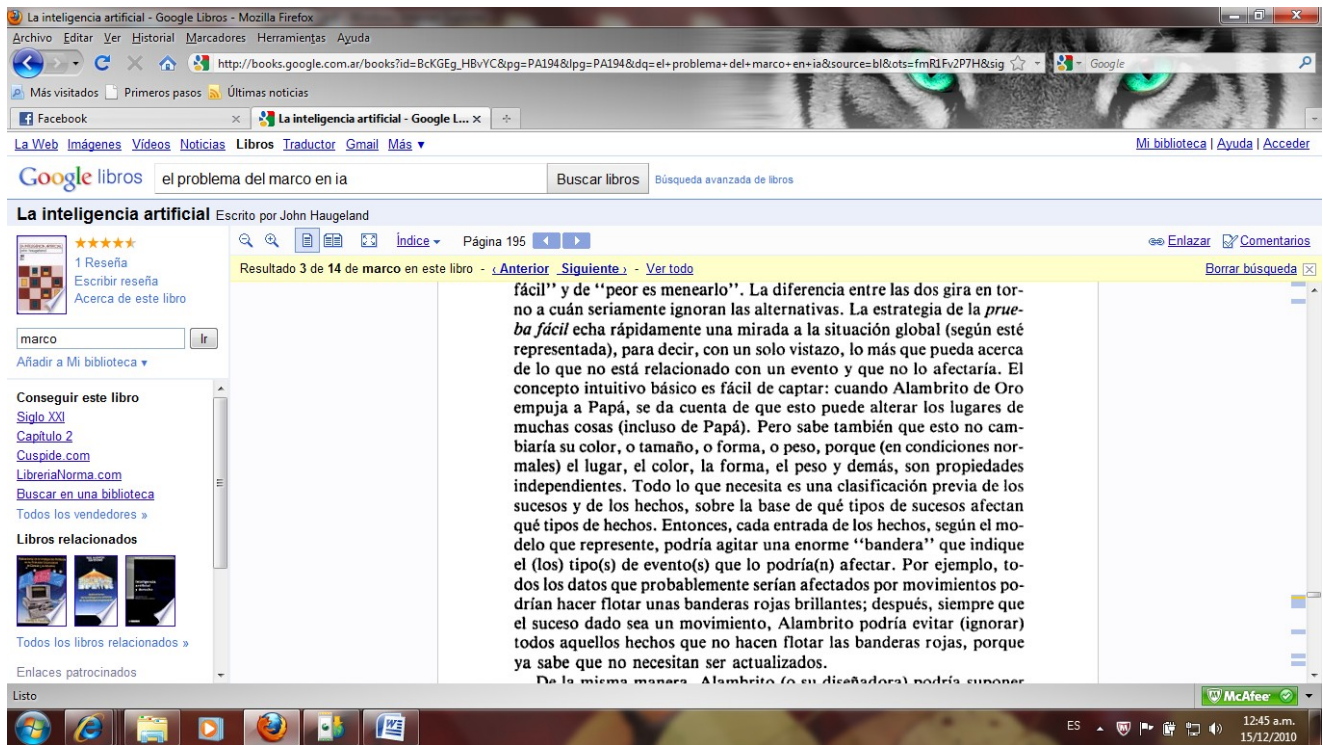 La inteligencia artificial - Google Libros - Mozilla Firefox
Archivo Editar Ver Historial Marcadores Herramientas Ayuda
http://books.google.com.ar/books?id=BcKGEg_HBvYC&pg=PA194&lpg=PA194&dq=el+problema+del+marco+en+ia&source=bl&ots=fmR1Fv2P7H&sig
Google
Más visitados Primeros pasos Últimas noticias
Facebook La inteligencia artificial - Google L...
La Web Imágenes Vídeos Noticias Libros Traductor Gmail Más ▼ Mi biblioteca | Ayuda | Acceder
Google libros el problema del marco en ia Buscar libros Búsqueda avanzada de libros
La inteligencia artificial Escrito por John Haugeland
1 Reseña
Escribir reseña
Acerca de este libro
marco Ir
Añadir a Mi biblioteca ▼
Conseguir este libro
Siglo XXI
Capítulo 2
Cuspide.com
LibreriaNorma.com
Buscar en una biblioteca
Todos los vendedores »
Libros relacionados
Todos los libros relacionados »
Enlaces patrocinados
Índice Página 195 Enlazar Comentarios
Resultado 3 de 14 de marco en este libro - ‹ Anterior Siguiente › - Ver todo Borrar búsqueda
fácil'' y de ''peor es menearlo''. La diferencia entre las dos gira en tor-
no a cuán seriamente ignoran las alternativas. La estrategia de la prue-
ba fácil echa rápidamente una mirada a la situación global (según esté
representada), para decir, con un solo vistazo, lo más que pueda acerca
de lo que no está relacionado con un evento y que no lo afectaría. El
concepto intuitivo básico es fácil de captar: cuando Alambrito de Oro
empuja a Papá, se da cuenta de que esto puede alterar los lugares de
muchas cosas (incluso de Papá). Pero sabe también que esto no cam-
biaría su color, o tamaño, o forma, o peso, porque (en condiciones nor-
males) el lugar, el color, la forma, el peso y demás, son propiedades
independientes. Todo lo que necesita es una clasificación previa de los
sucesos y de los hechos, sobre la base de qué tipos de sucesos afectan
qué tipos de hechos. Entonces, cada entrada de los hechos, según el mo-
delo que represente, podría agitar una enorme ''bandera'' que indique
el (los) tipo(s) de evento(s) que lo podría(n) afectar. Por ejemplo, to-
dos los datos que probablemente serían afectados por movimientos po-
drían hacer flotar unas banderas rojas brillantes; después, siempre que
el suceso dado sea un movimiento, Alambrito podría evitar (ignorar)
todos aquellos hechos que no hacen flotar las banderas rojas, porque
ya sabe que no necesitan ser actualizados.
De la misma manera, Alambrito (o su diseñadora) podría suponer
Listo McAfee
ES 12:45 a.m.
15/12/2010